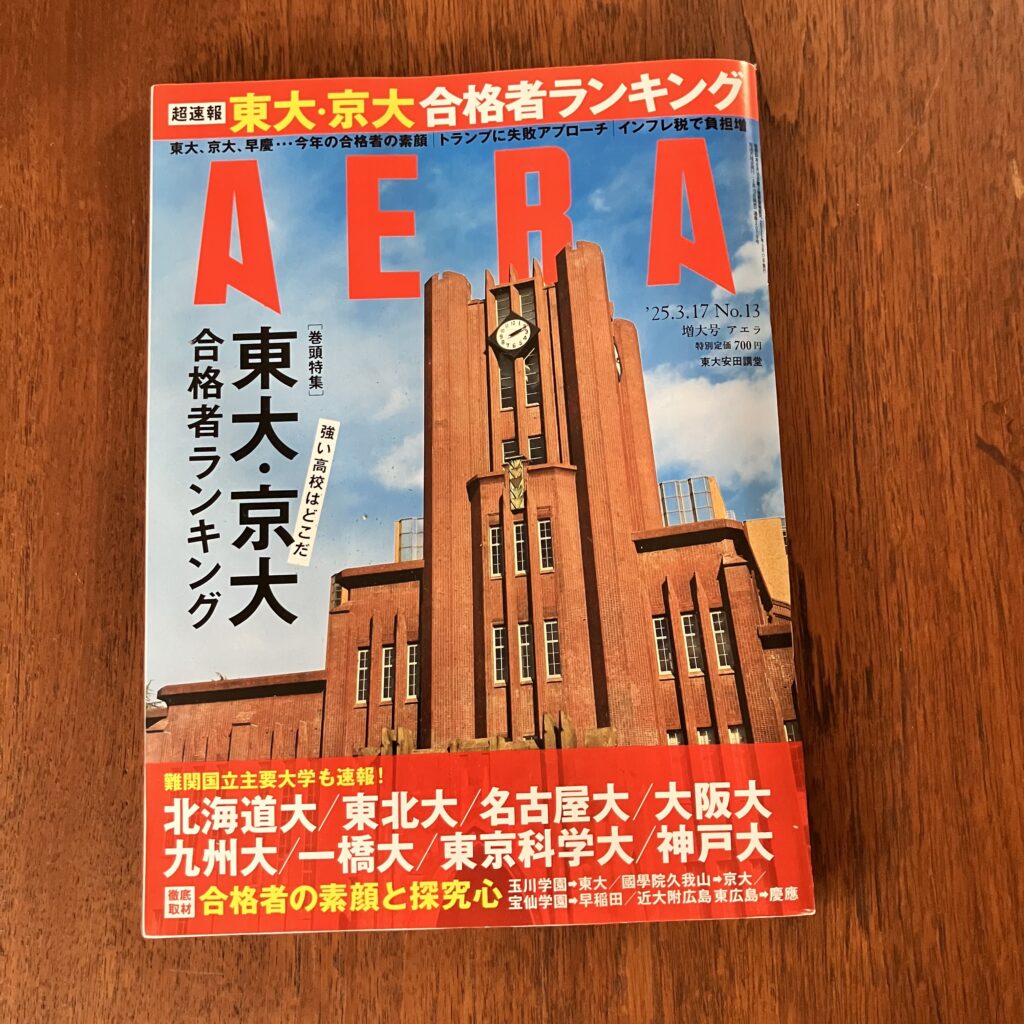 超速報 東大・京大 合格者ランキング
東大、京大、早慶…今年の合格者の素顔｜トランプに失敗アプローチ｜インフレ税で負担増
AERA
'25.3.17 No.13
増大号 アエラ
特別定価700円
東大安田講堂
［巻頭特集］
強い高校はどこだ
東大・京大
合格者ランキング
難関国立主要大学も速報！
北海道大/東北大/名古屋大/大阪大
九州大/一橋大/東京科学大/神戸大
徹底取材 合格者の素顔と探究心
玉川学園➡東大/國學院久我山➡京大/
宝仙学園➡早稲田/近大附広島東広島➡慶應